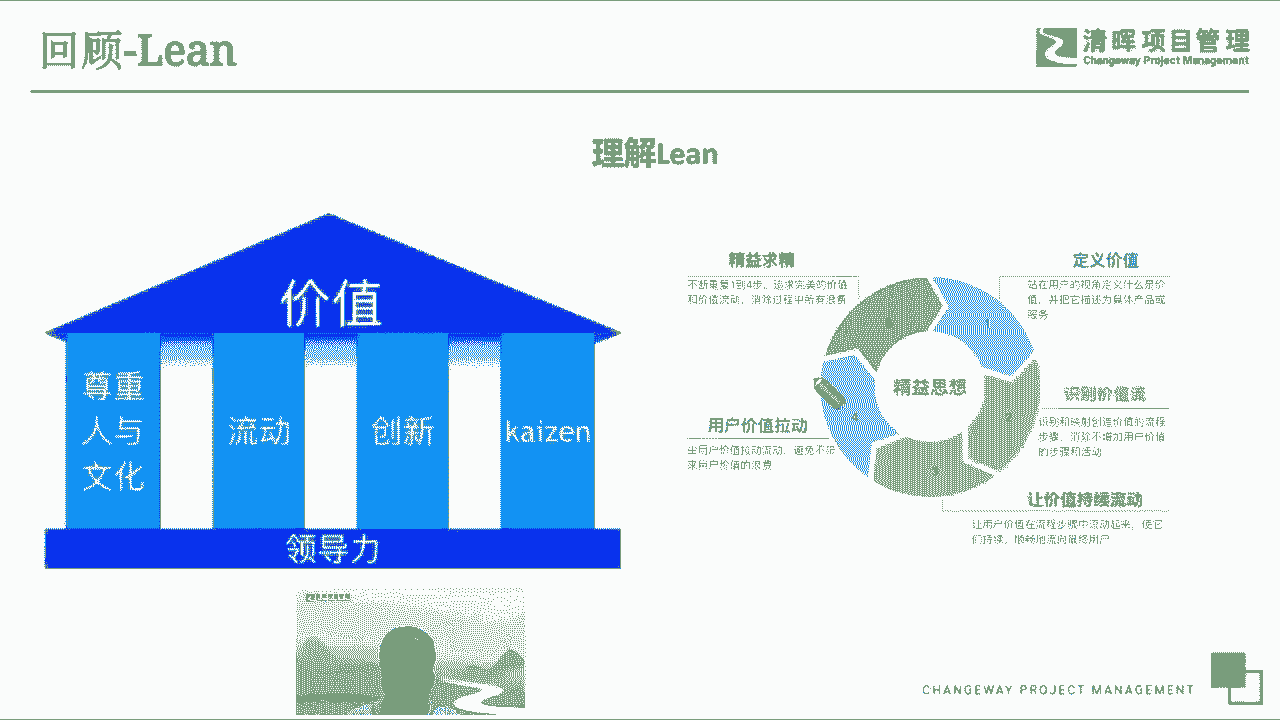 回顾-Lean
清晖项目管理
Changeway Project Management
理解Lean
价值
尊重
人与
文化
流动
创新
kaizen
领导力
精益思想
精益求精
不断重复1到4步，追求完美的价值
和价值流动，消除过程中所有浪费
定义价值
站在用户的视角定义什么是价
值，并把它描述为具体产品或
服务
识别价值流
识别和映射创造价值的流程
步骤，消除不增加用户价值
的步骤和活动
让价值持续流动
让用户价值在流程步骤中流动起来，使它
们持续、顺畅地流向最终用户
用户价值拉动
由用户价值拉动流动，避免不带
来用户价值的浪费
CHANGEWAY PROJECT MANAGEMENT